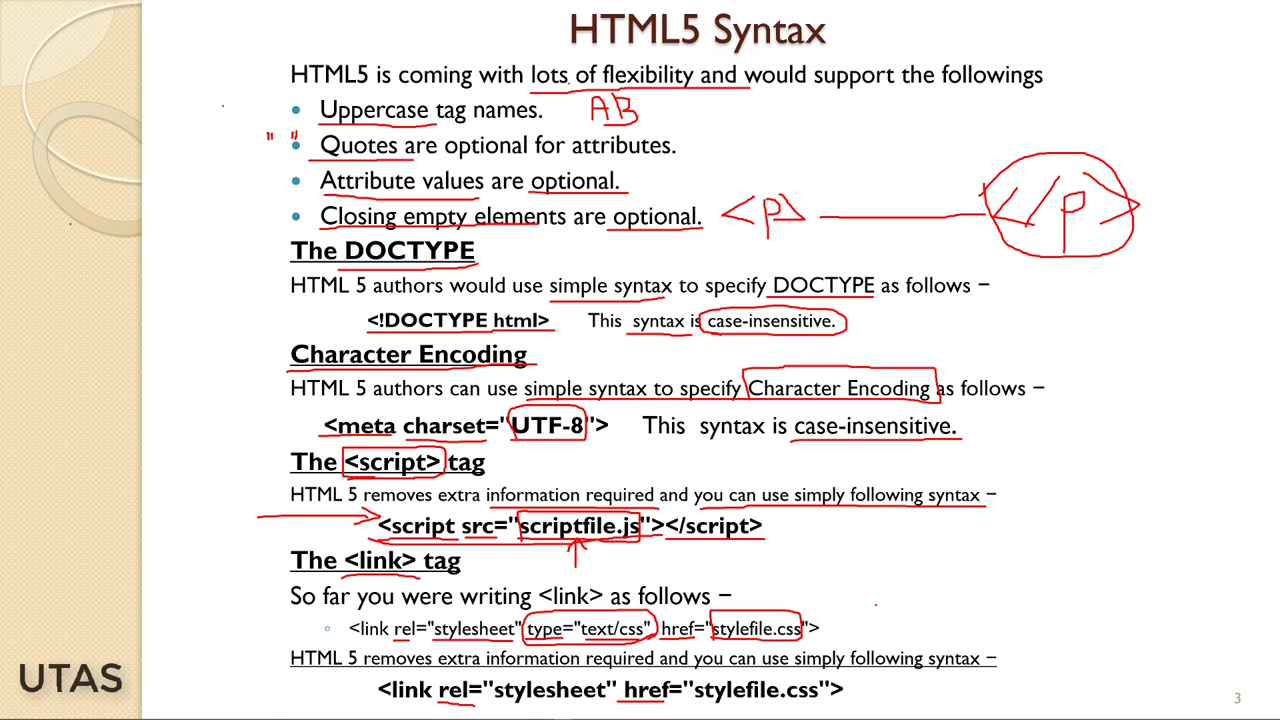 HTML5 Syntax
HTML5 is coming with lots of flexibility and would support the followings
• Uppercase tag names. AB
" " • Quotes are optional for attributes.
• Attribute values are optional.
• Closing empty elements are optional. <p> </p>
The DOCTYPE
HTML 5 authors would use simple syntax to specify DOCTYPE as follows −
<!DOCTYPE html> This syntax is case-insensitive.
Character Encoding
HTML 5 authors can use simple syntax to specify Character Encoding as follows −
<meta charset="UTF-8"> This syntax is case-insensitive.
The <script> tag
HTML 5 removes extra information required and you can use simply following syntax −
<script src="scriptfile.js"></script>
The <link> tag
So far you were writing <link> as follows −
◦ <link rel="stylesheet" type="text/css" href="stylefile.css">
HTML 5 removes extra information required and you can use simply following syntax −
<link rel="stylesheet" href="stylefile.css">
UTAS
3